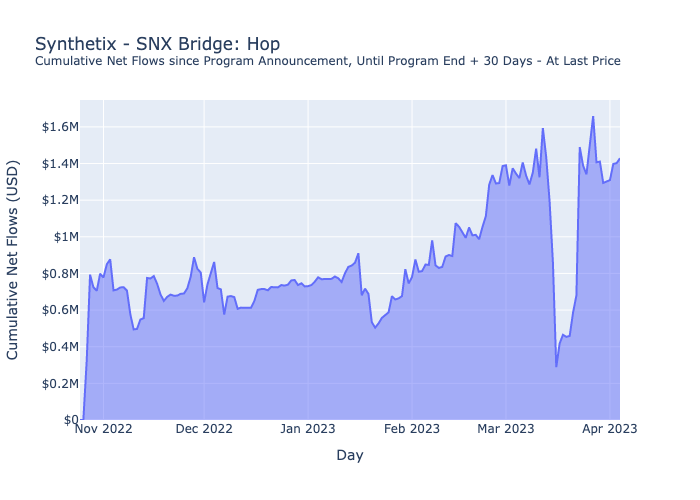 Synthetix - SNX Bridge: Hop
Cumulative Net Flows since Program Announcement, Until Program End + 30 Days - At Last Price
Cumulative Net Flows (USD)
$1.6M
$1.4M
$1.2M
$1M
$0.8M
$0.6M
$0.4M
$0.2M
$0
Nov 2022
Dec 2022
Jan 2023
Feb 2023
Mar 2023
Apr 2023
Day